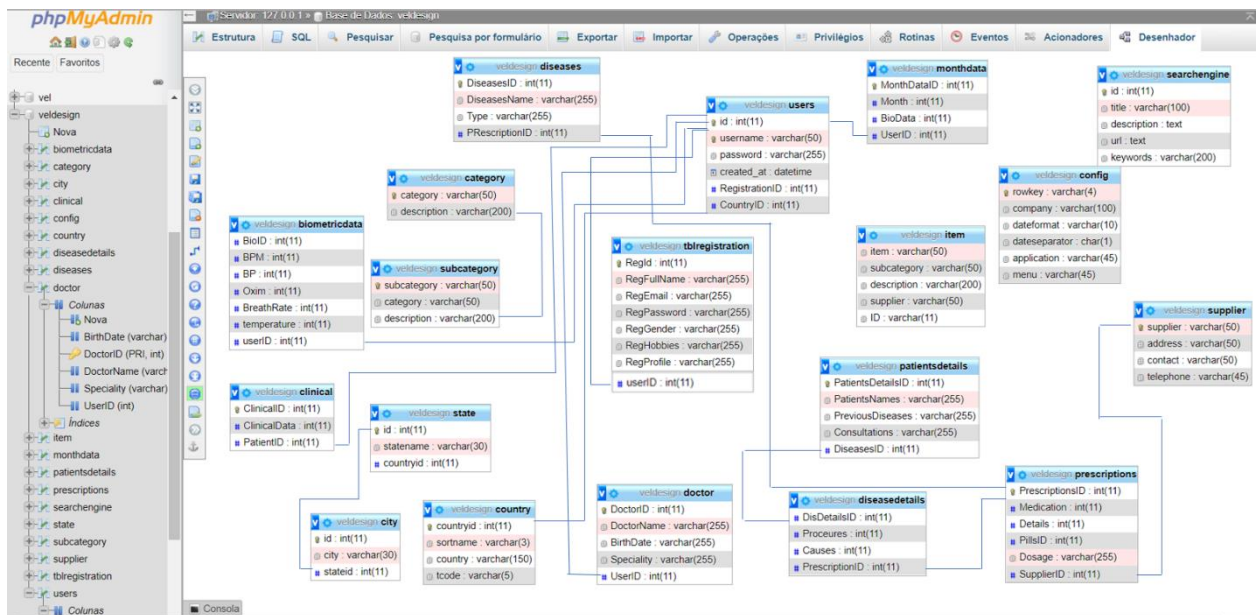 phpMyAdmin
Recente Favoritos
vel
veldesign
Nova
biometricdata
category
city
clinical
config
country
diseasedetails
diseases
doctor
Colunas
Nova
BirthDate (varchar)
DoctorID (PRI, int)
DoctorName (varch
Speciality (varchar)
UserID (int)
Índices
item
monthdata
patientsdetails
prescriptions
searchengine
state
subcategory
supplier
tblregistration
users
Colunas
Servidor: 127.0.0.1 » Base de Dados: veldesign
Estrutura SQL Pesquisar Pesquisa por formulário Exportar Importar Operações Privilégios Rotinas Eventos Acionadores Desenhador
veldesign diseases
DiseasesID : int(11)
DiseasesName : varchar(255)
Type : varchar(255)
PRescriptionID : int(11)
veldesign users
id : int(11)
username : varchar(50)
password : varchar(255)
created_at : datetime
RegistrationID : int(11)
CountryID : int(11)
veldesign monthdata
MonthDataID : int(11)
Month : int(11)
BioData : int(11)
UserID : int(11)
veldesign searchengine
id : int(11)
title : varchar(100)
description : text
url : text
keywords : varchar(200)
veldesign category
category : varchar(50)
description : varchar(200)
veldesign config
rowkey : varchar(4)
company : varchar(100)
dateformat : varchar(10)
dateseparator : char(1)
application : varchar(45)
menu : varchar(45)
veldesign biometricdata
BioID : int(11)
BPM : int(11)
BP : int(11)
Oxim : int(11)
BreathRate : int(11)
temperature : int(11)
userID : int(11)
veldesign subcategory
subcategory : varchar(50)
category : varchar(50)
description : varchar(200)
veldesign tblregistration
RegId : int(11)
RegFullName : varchar(255)
RegEmail : varchar(255)
RegPassword : varchar(255)
RegGender : varchar(255)
RegHobbies : varchar(255)
RegProfile : varchar(255)
userID : int(11)
veldesign item
item : varchar(50)
subcategory : varchar(50)
description : varchar(200)
supplier : varchar(50)
ID : varchar(11)
veldesign supplier
supplier : varchar(50)
address : varchar(50)
contact : varchar(50)
telephone : varchar(45)
veldesign clinical
ClinicalID : int(11)
ClinicalData : int(11)
PatientID : int(11)
veldesign state
id : int(11)
statename : varchar(30)
countryid : int(11)
veldesign patientsdetails
PatientsDetailsID : int(11)
PatientsNames : varchar(255)
PreviousDiseases : varchar(255)
Consultations : varchar(255)
DiseasesID : int(11)
veldesign city
id : int(11)
city : varchar(30)
stateid : int(11)
veldesign country
countryid : int(11)
sortname : varchar(3)
country : varchar(150)
tcode : varchar(5)
veldesign doctor
DoctorID : int(11)
DoctorName : varchar(255)
BirthDate : varchar(255)
Speciality : varchar(255)
UserID : int(11)
veldesign diseasedetails
DisDetailsID : int(11)
Proceures : int(11)
Causes : int(11)
PrescriptionID : int(11)
veldesign prescriptions
PrescriptionsID : int(11)
Medication : int(11)
Details : int(11)
PillsID : int(11)
Dosage : varchar(255)
SupplierID : int(11)
Consola